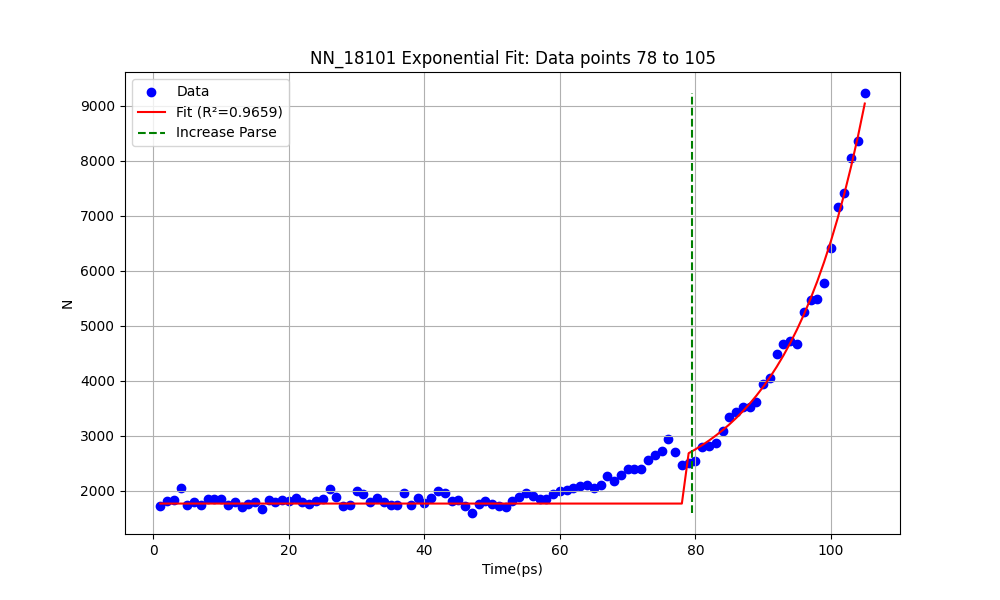 NN_18101 Exponential Fit: Data points 78 to 105
Data
Fit (R²=0.9659)
Increase Parse
9000
8000
7000
6000
5000
4000
3000
2000
N
0
20
40
60
80
100
Time(ps)